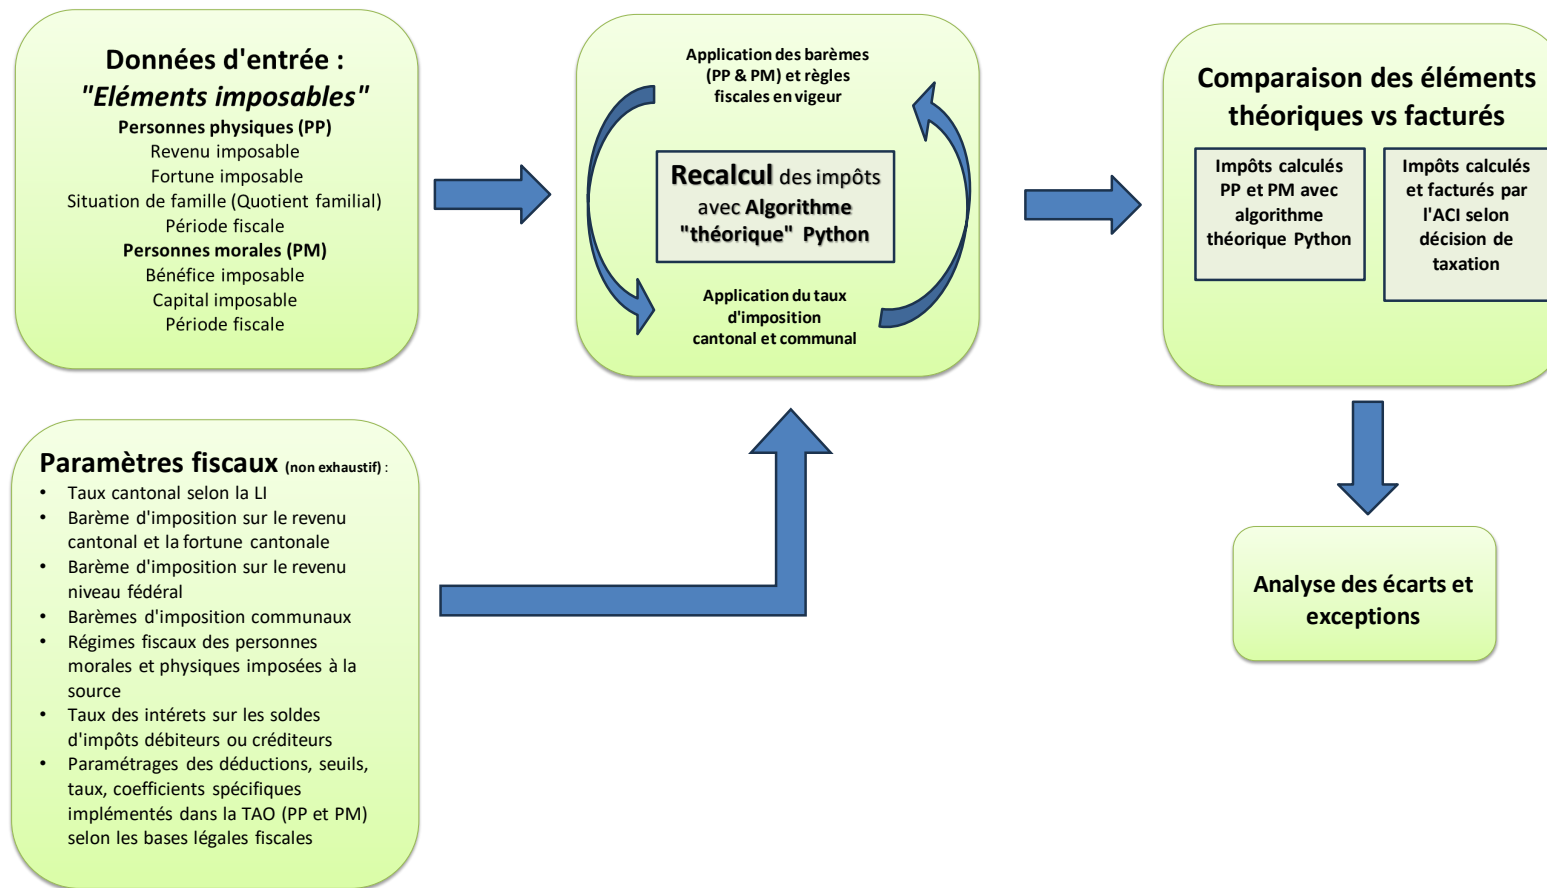 Données d'entrée :
"Eléments imposables"
Personnes physiques (PP)
Revenu imposable
Fortune imposable
Situation de famille (Quotient familial)
Période fiscale
Personnes morales (PM)
Bénéfice imposable
Capital imposable
Période fiscale
Application des barèmes
(PP & PM) et règles
fiscales en vigeur
Recalcul des impôts
avec Algorithme
"théorique" Python
Application du taux
d'imposition
cantonal et communal
Comparaison des éléments
théoriques vs facturés
Impôts calculés
PP et PM avec
algorithme
théorique Python
Impôts calculés
et facturés par
l'ACI selon
décision de
taxation
Paramètres fiscaux (non exhaustif) :
• Taux cantonal selon la LI
• Barème d'imposition sur le revenu
cantonal et la fortune cantonale
• Barème d'imposition sur le revenu
niveau fédéral
• Barèmes d'imposition communaux
• Régimes fiscaux des personnes
morales et physiques imposées à la
source
• Taux des intérets sur les soldes
d'impôts débiteurs ou créditeurs
• Paramétrages des déductions, seuils,
taux, coefficients spécifiques
implémentés dans la TAO (PP et PM)
selon les bases légales fiscales
Analyse des écarts et
exceptions